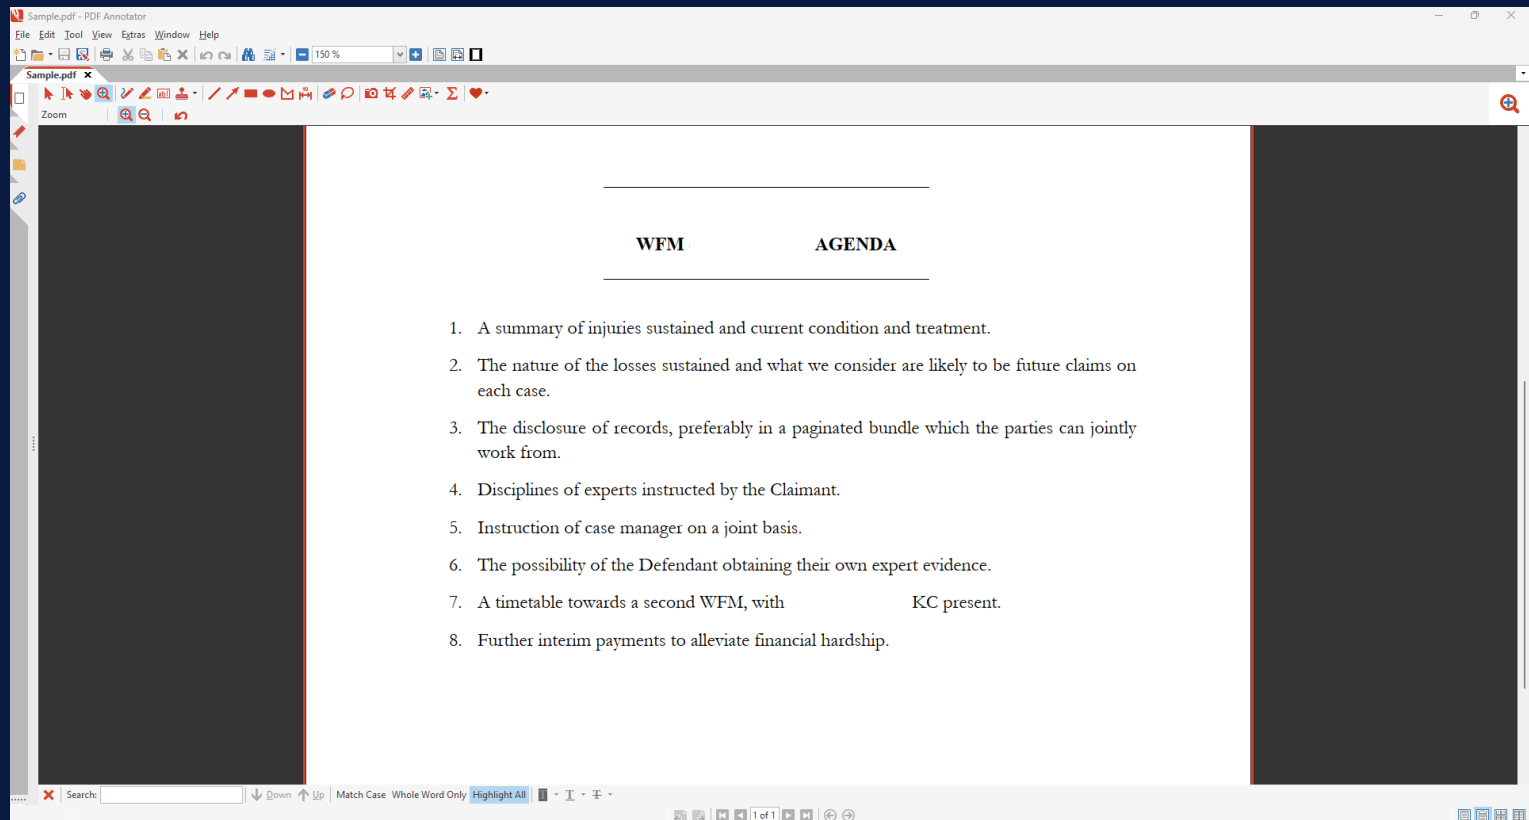 Sample.pdf - PDF Annotator
File Edit Tool View Extras Window Help
150 %
Sample.pdf
Zoom
WFM AGENDA
1. A summary of injuries sustained and current condition and treatment.
2. The nature of the losses sustained and what we consider are likely to be future claims on
each case.
3. The disclosure of records, preferably in a paginated bundle which the parties can jointly
work from.
4. Disciplines of experts instructed by the Claimant.
5. Instruction of case manager on a joint basis.
6. The possibility of the Defendant obtaining their own expert evidence.
7. A timetable towards a second WFM, with KC present.
8. Further interim payments to alleviate financial hardship.
Search: Down Up Match Case Whole Word Only Highlight All
1 of 1